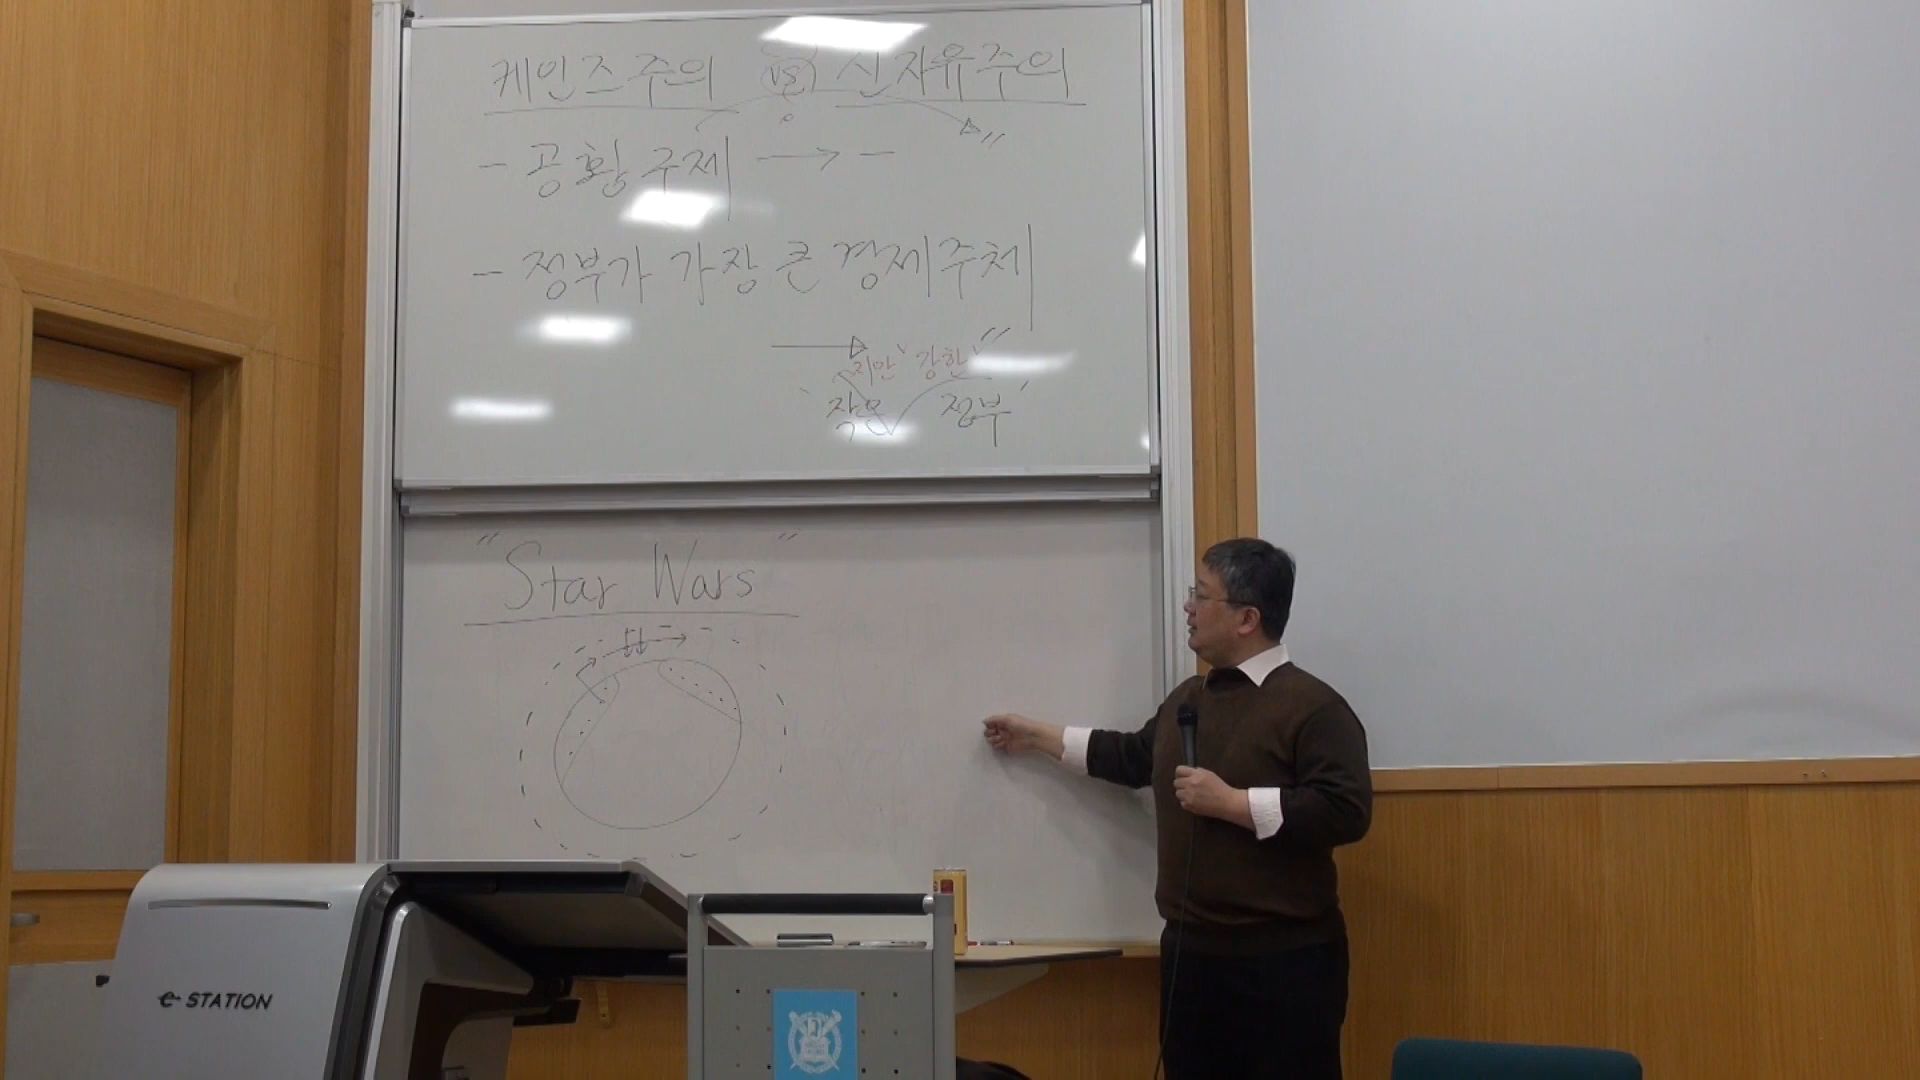 케인즈주의 vs 신자유주의
- 공황 구제 → -
- 정부가 가장 큰 경제주체
치안 강한
작은 정부
"Star Wars"
e-STATION